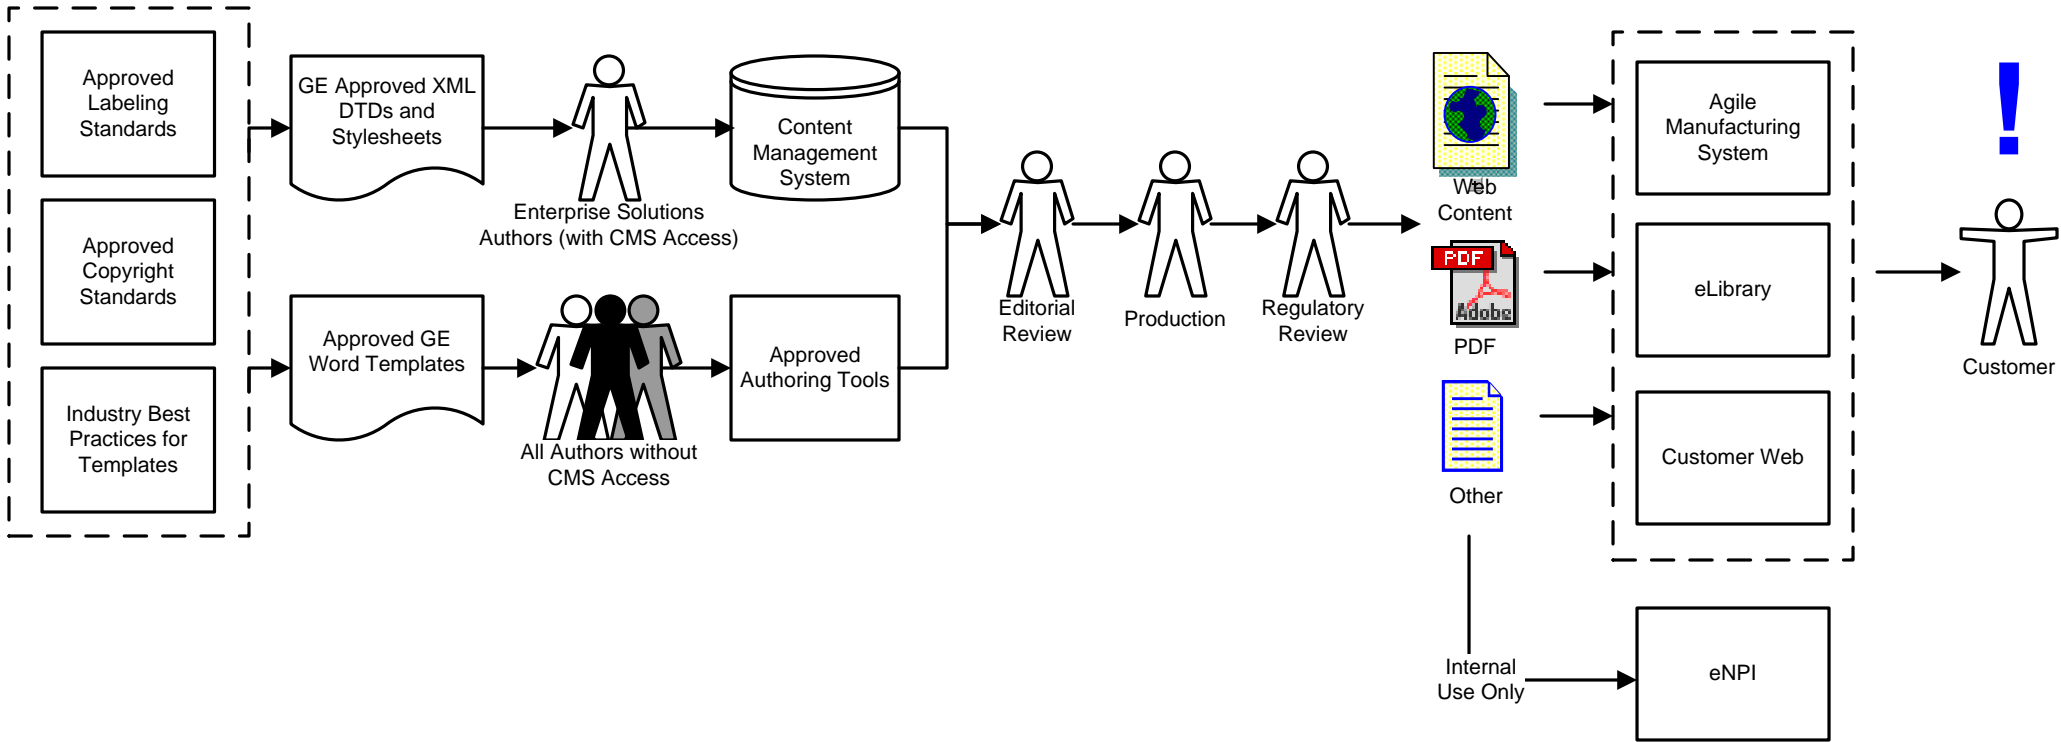 Approved
Labeling
Standards
Approved
Copyright
Standards
Industry Best
Practices for
Templates
GE Approved XML
DTDs and
Stylesheets
Approved GE
Word Templates
Enterprise Solutions
Authors (with CMS Access)
All Authors without
CMS Access
Content
Management
System
Approved
Authoring Tools
Editorial
Review
Production
Regulatory
Review
Web
Content
PDF
Adobe
PDF
Other
Internal
Use Only
Agile
Manufacturing
System
eLibrary
Customer Web
eNPI
!
Customer